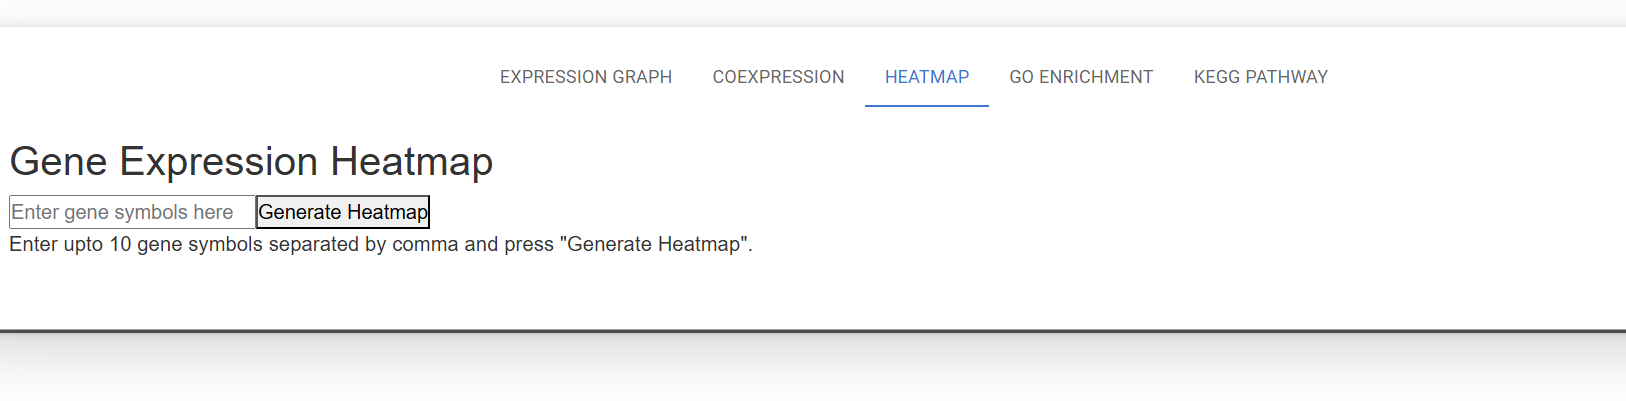 EXPRESSION GRAPH COEXPRESSION HEATMAP GO ENRICHMENT KEGG PATHWAY
Gene Expression Heatmap
Enter gene symbols here Generate Heatmap
Enter upto 10 gene symbols separated by comma and press "Generate Heatmap".